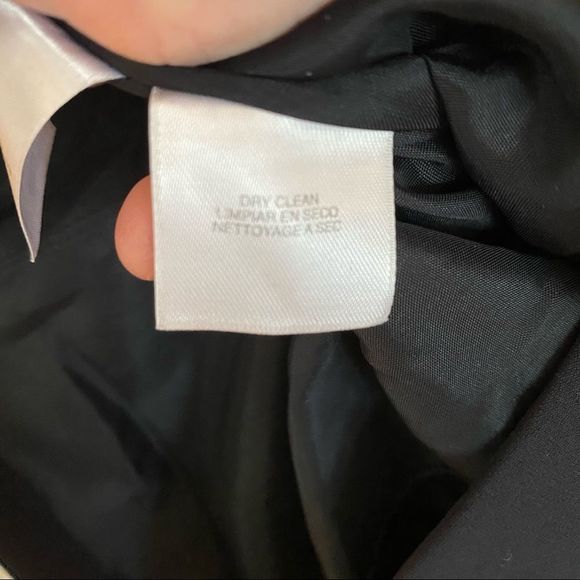 DRY CLEAN
LIMPIAR EN SECO
NETTOYAGE A SEC